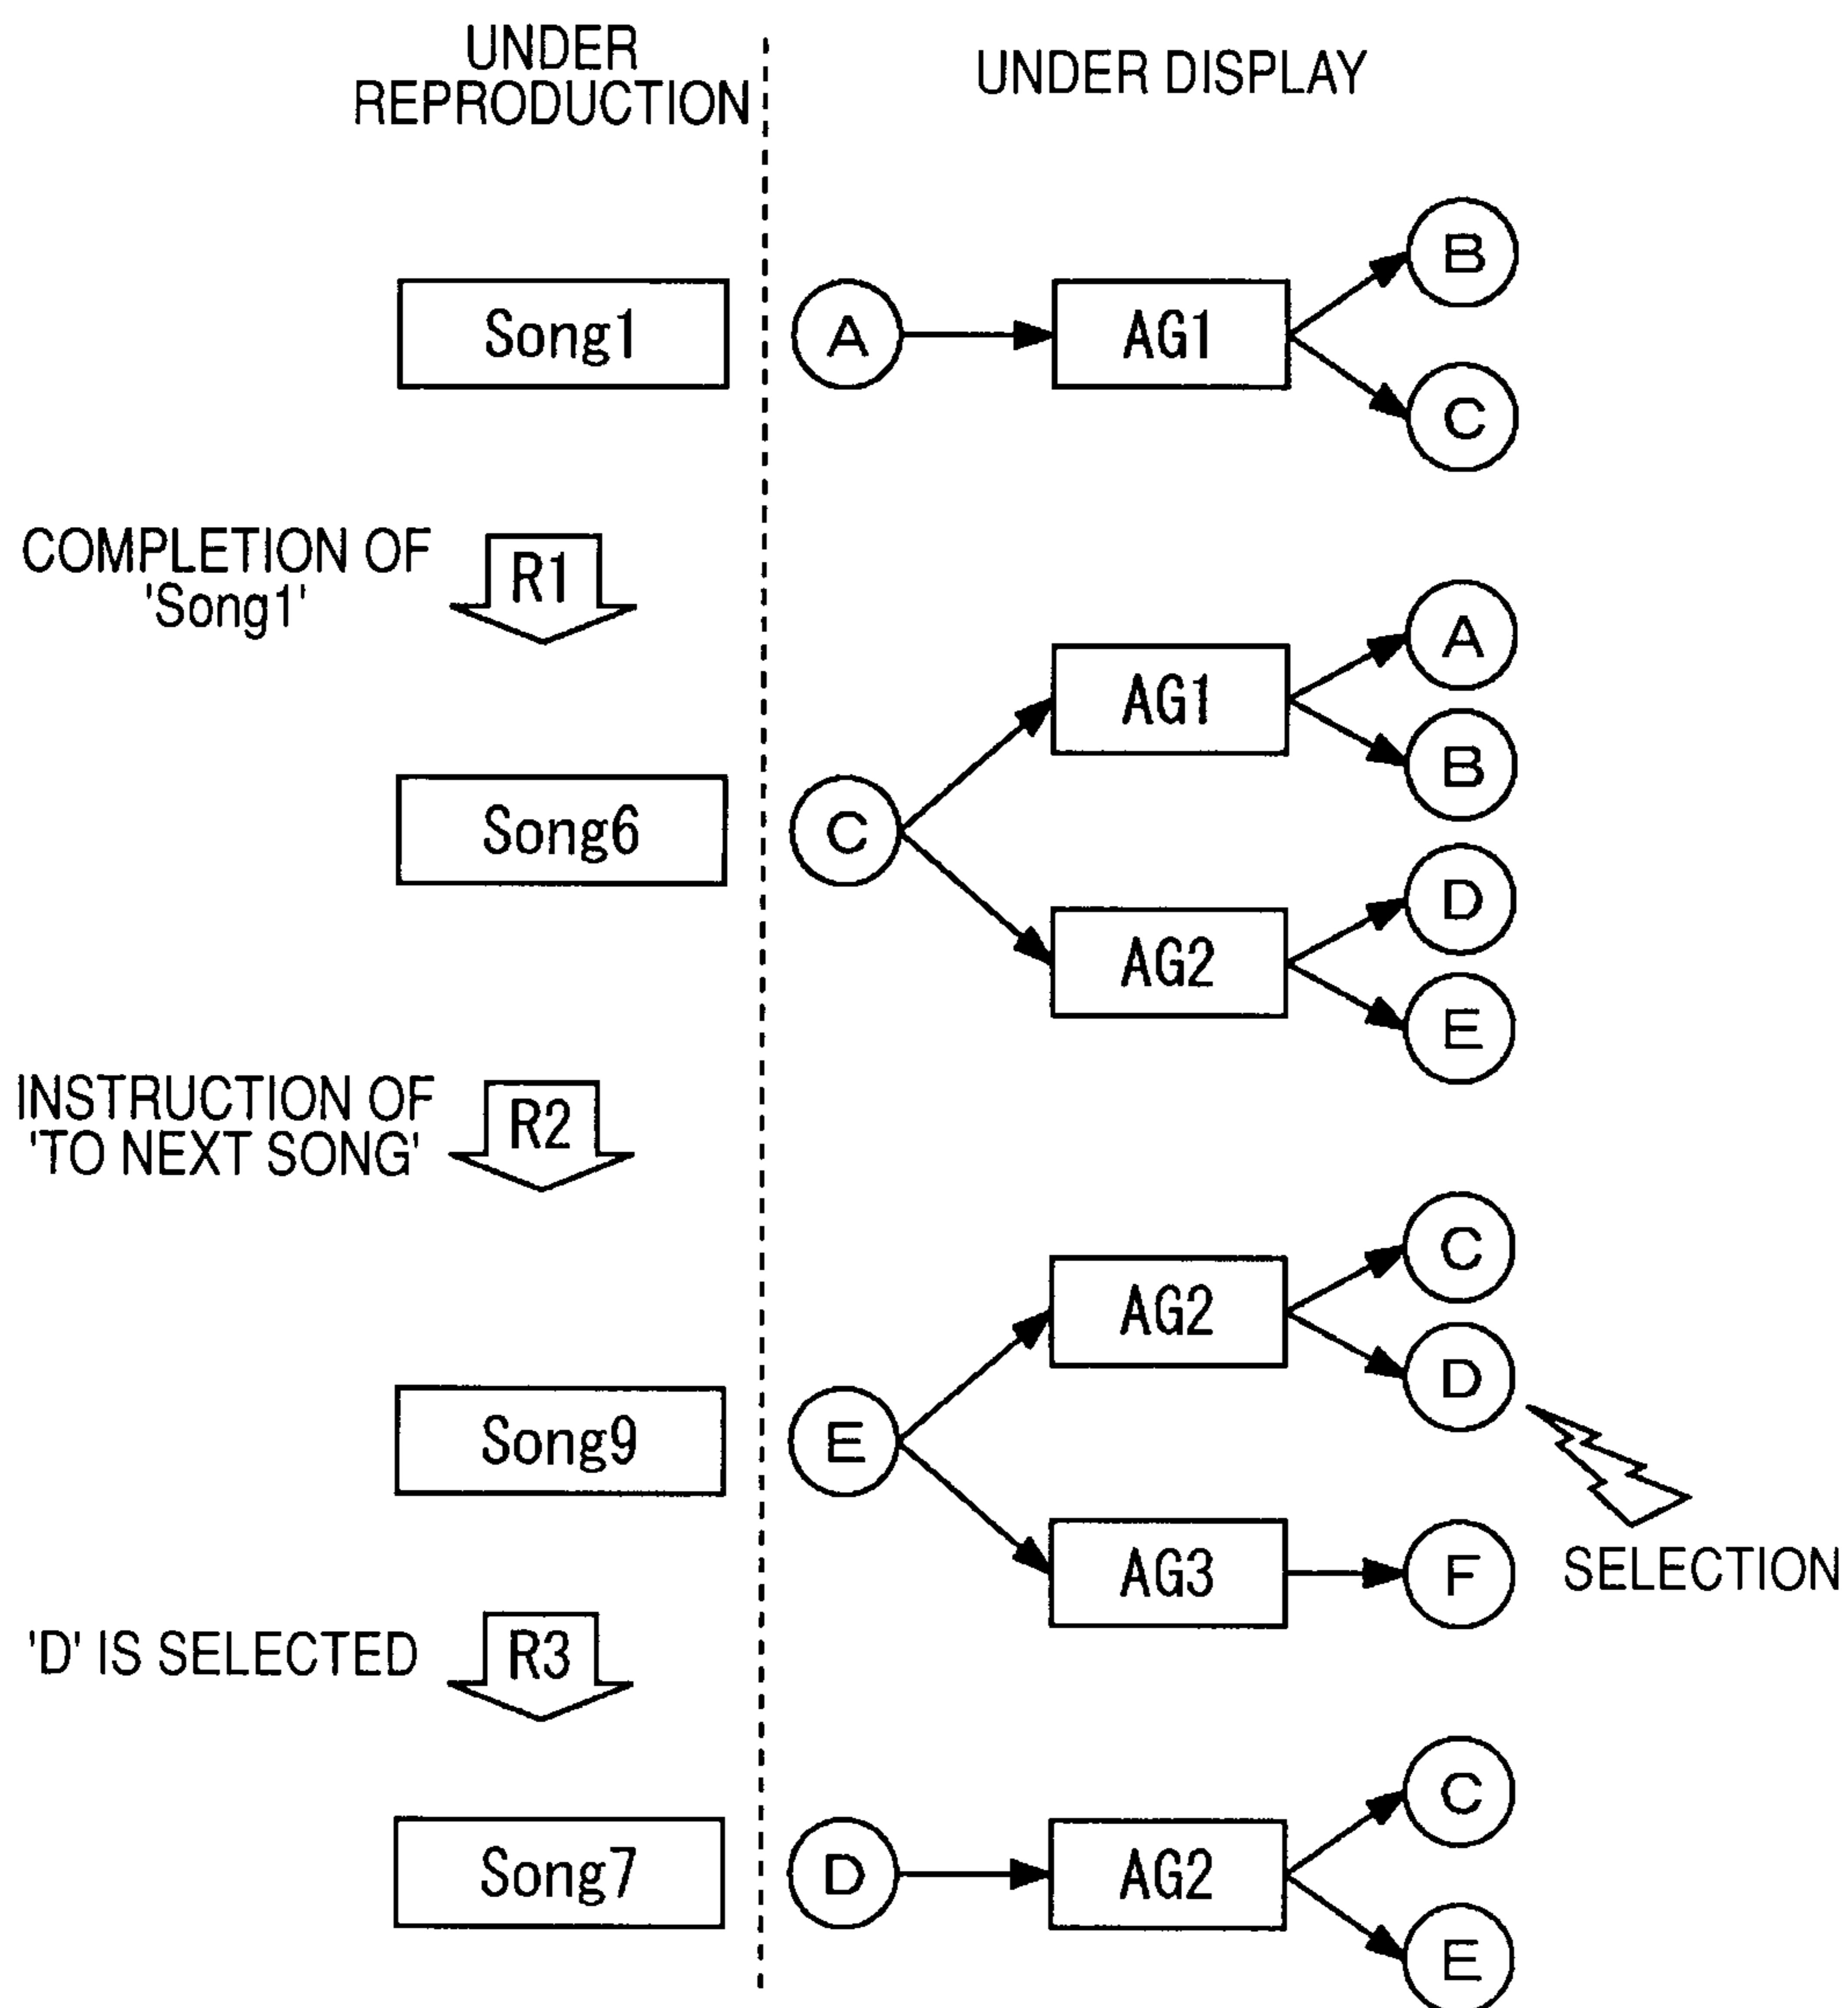 UNDER
REPRODUCTION
UNDER DISPLAY
Song1
A
AG1
B
C
COMPLETION OF
'Song1'
R1
Song6
C
AG1
A
B
AG2
D
E
INSTRUCTION OF
'TO NEXT SONG'
R2
Song9
E
AG2
C
D
AG3
F
SELECTION
'D' IS SELECTED
R3
Song7
D
AG2
C
E